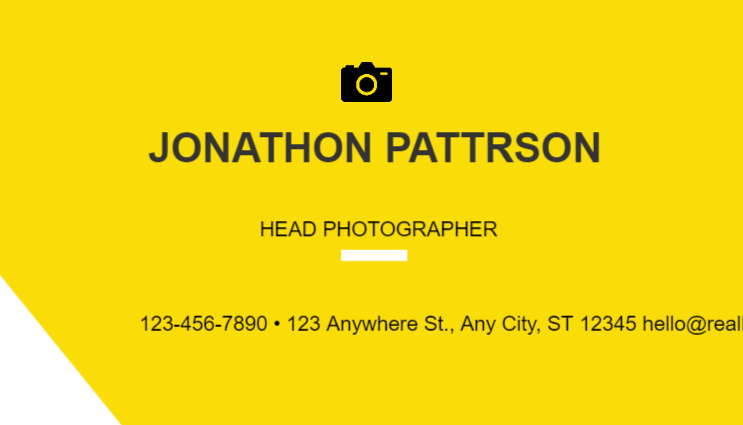 JONATHON PATTRSON
HEAD PHOTOGRAPHER
123-456-7890 • 123 Anywhere St., Any City, ST 12345